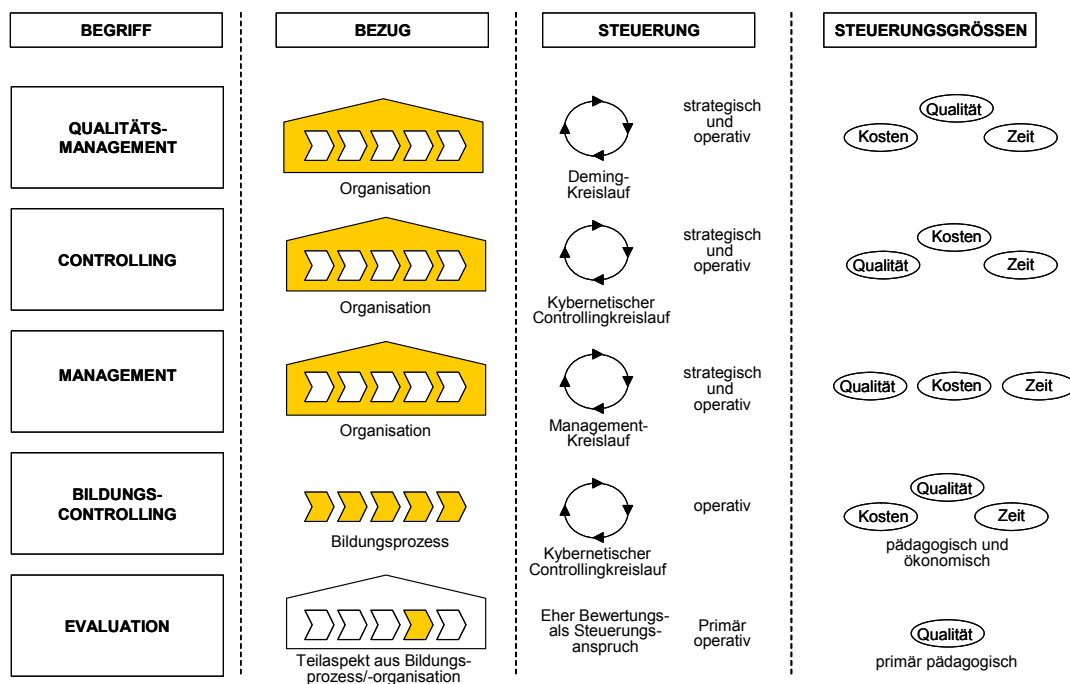 BEGRIFF
BEZUG
STEUERUNG
STEUERUNGSGRÖSSEN
QUALITÄTS-
MANAGEMENT
Organisation
Deming-
Kreislauf
strategisch
und
operativ
Qualität
Kosten
Zeit
CONTROLLING
Organisation
Kybernetischer
Controllingkreislauf
strategisch
und
operativ
Kosten
Qualität
Zeit
MANAGEMENT
Organisation
Management-
Kreislauf
strategisch
und
operativ
Qualität
Kosten
Zeit
BILDUNGS-
CONTROLLING
Bildungsprozess
Kybernetischer
Controllingkreislauf
operativ
Qualität
Kosten
Zeit
pädagogisch und
ökonomisch
EVALUATION
Teilaspekt aus Bildungs-
prozess/-organisation
Eher Bewertungs-
als Steuerungs-
anspruch
Primär
operativ
Qualität
primär pädagogisch